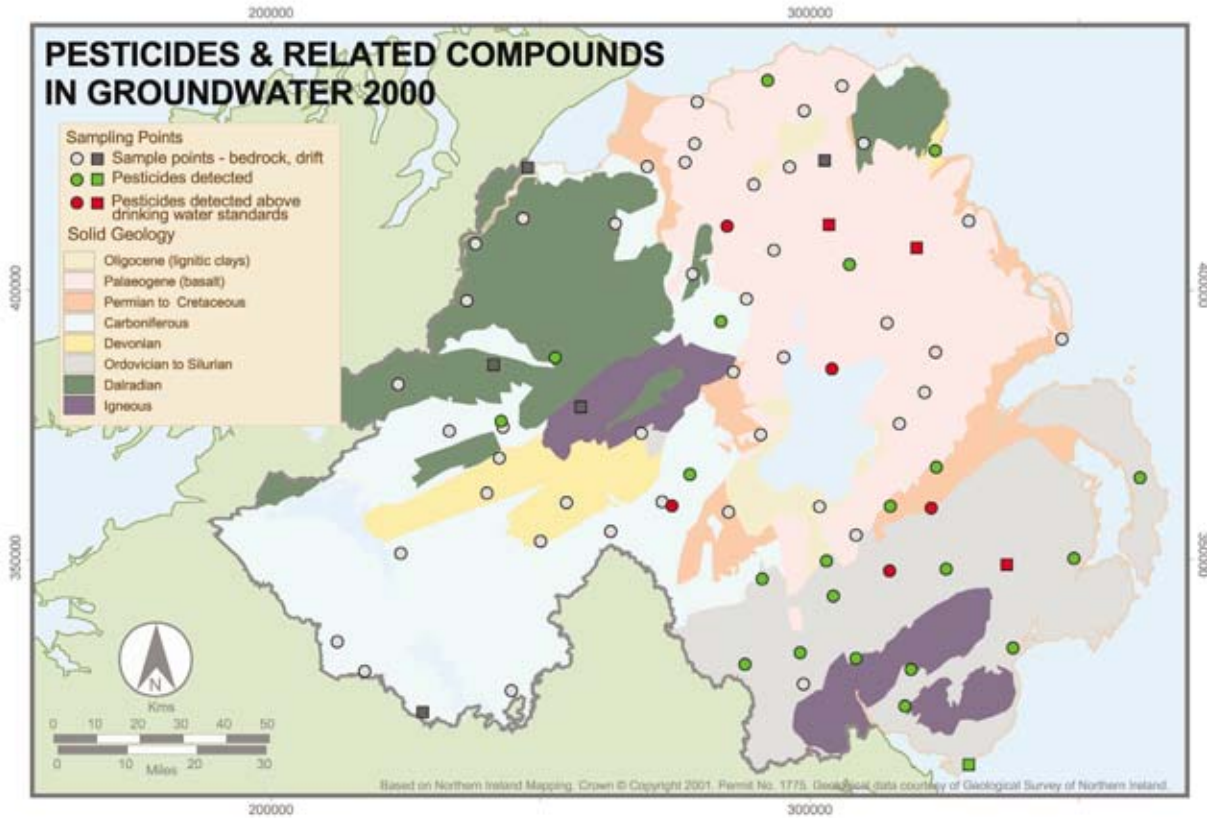 200000
300000
PESTICIDES & RELATED COMPOUNDS
IN GROUNDWATER 2000
Sampling Points
Sample points - bedrock, drift
Pesticides detected
Pesticides detected above
drinking water standards
Solid Geology
Oligocene (lignitic clays)
Palaeogene (basalt)
Permian to Cretaceous
Carboniferous
Devonian
Ordovician to Silurian
Dalradian
Igneous
400000
400000
350000
350000
N
Kms
0 10 20 30 40 50
0 10 20 30
Miles
Based on Northern Ireland Mapping, Crown © Copyright 2001. Permit No. 1775. Geological data courtesy of Geological Survey of Northern Ireland.
200000
300000